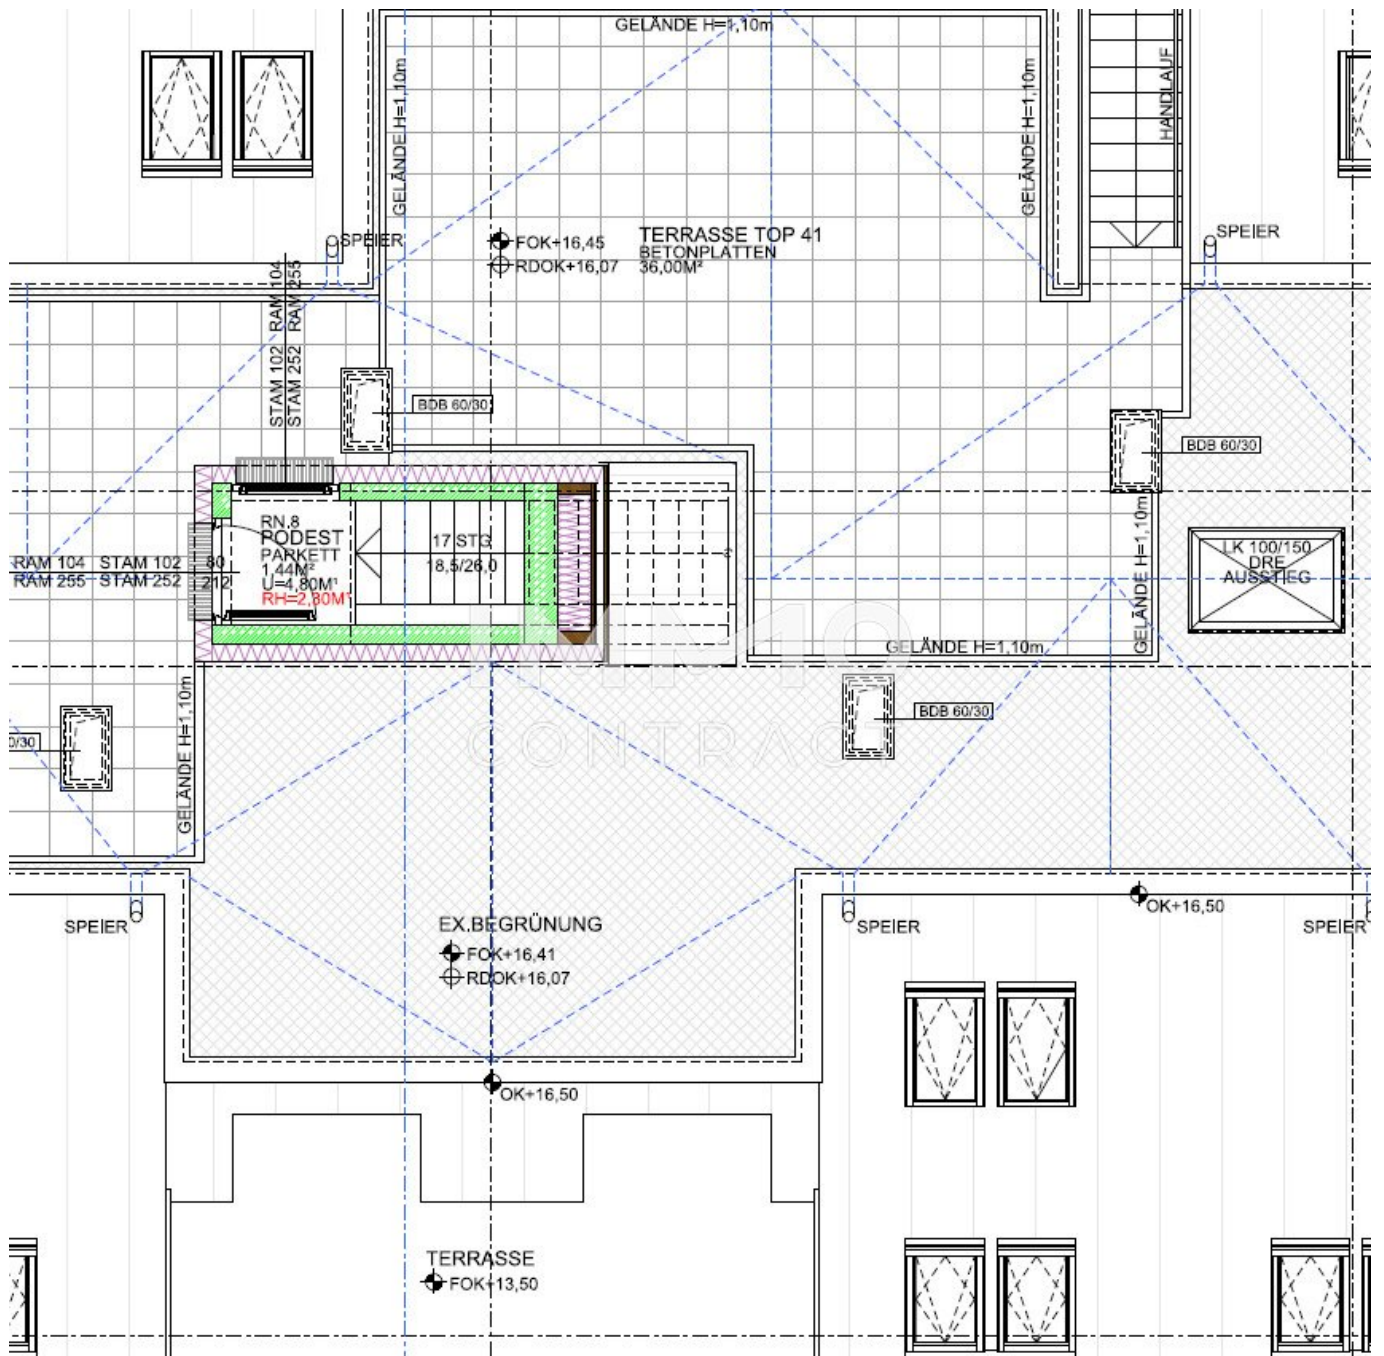 GELÄNDE H=1,10m
GELÄNDE H=1,10m
GELÄNDE H=1,10m
HANDLAUF
SPEIER
FOK+16,45
RDOK+16,07
TERRASSE TOP 41
BETONPLATTEN
36,00M²
SPEIER
STAM 102 RAM 104
STAM 252 RAM 255
BDB 60/30
BDB 60/30
RN.8
PODEST
PARKETT
1,44M²
U=4,80M¹
RH=2,80M¹
17 STG
18,5/26,0
RAM 104 STAM 102 80
RAM 255 STAM 252 212
GELÄNDE H=1,10m
LK 100/150
DRE
AUSSTIEG
GELÄNDE H=1,10m
IMMO
CONTRACT
BDB 60/30
0/30
GELÄNDE H=1,10m
SPEIER
EX.BEGRÜNUNG
FOK+16,41
RDOK+16,07
SPEIER
OK+16,50
SPEIER
OK+16,50
TERRASSE
FOK+13,50